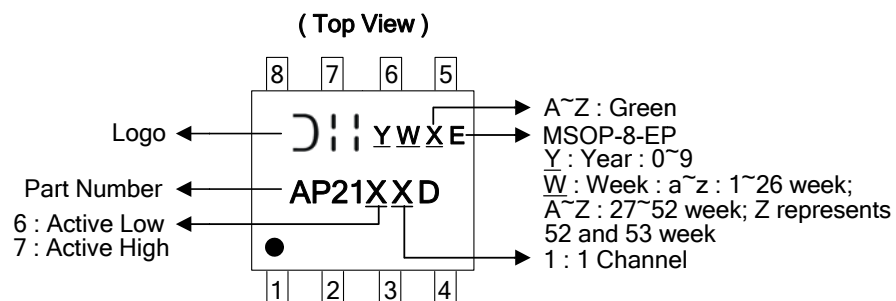 ( Top View )
8 7 6 5
Logo
Y W X E
A~Z : Green
MSOP-8-EP
Y : Year : 0~9
W : Week : a~z : 1~26 week;
A~Z : 27~52 week; Z represents
52 and 53 week
Part Number
AP21XXD
6 : Active Low
7 : Active High
1 : 1 Channel
1 2 3 4